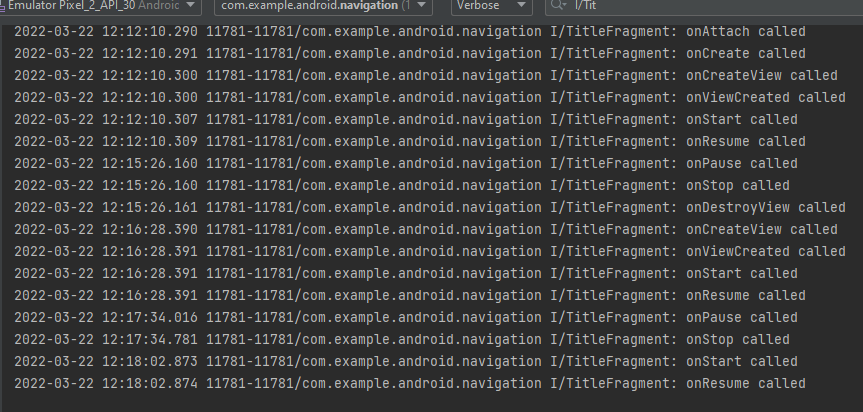 Emulator Pixel_2_API_30 Androic com.example.android.navigation (1 Verbose I/Tit
2022-03-22 12:12:10.290 11781-11781/com.example.android.navigation I/TitleFragment: onAttach called
2022-03-22 12:12:10.291 11781-11781/com.example.android.navigation I/TitleFragment: onCreate called
2022-03-22 12:12:10.300 11781-11781/com.example.android.navigation I/TitleFragment: onCreateView called
2022-03-22 12:12:10.300 11781-11781/com.example.android.navigation I/TitleFragment: onViewCreated called
2022-03-22 12:12:10.307 11781-11781/com.example.android.navigation I/TitleFragment: onStart called
2022-03-22 12:12:10.309 11781-11781/com.example.android.navigation I/TitleFragment: onResume called
2022-03-22 12:15:26.160 11781-11781/com.example.android.navigation I/TitleFragment: onPause called
2022-03-22 12:15:26.160 11781-11781/com.example.android.navigation I/TitleFragment: onStop called
2022-03-22 12:15:26.161 11781-11781/com.example.android.navigation I/TitleFragment: onDestroyView called
2022-03-22 12:16:28.390 11781-11781/com.example.android.navigation I/TitleFragment: onCreateView called
2022-03-22 12:16:28.391 11781-11781/com.example.android.navigation I/TitleFragment: onViewCreated called
2022-03-22 12:16:28.391 11781-11781/com.example.android.navigation I/TitleFragment: onStart called
2022-03-22 12:16:28.391 11781-11781/com.example.android.navigation I/TitleFragment: onResume called
2022-03-22 12:17:34.016 11781-11781/com.example.android.navigation I/TitleFragment: onPause called
2022-03-22 12:17:34.781 11781-11781/com.example.android.navigation I/TitleFragment: onStop called
2022-03-22 12:18:02.873 11781-11781/com.example.android.navigation I/TitleFragment: onStart called
2022-03-22 12:18:02.874 11781-11781/com.example.android.navigation I/TitleFragment: onResume called